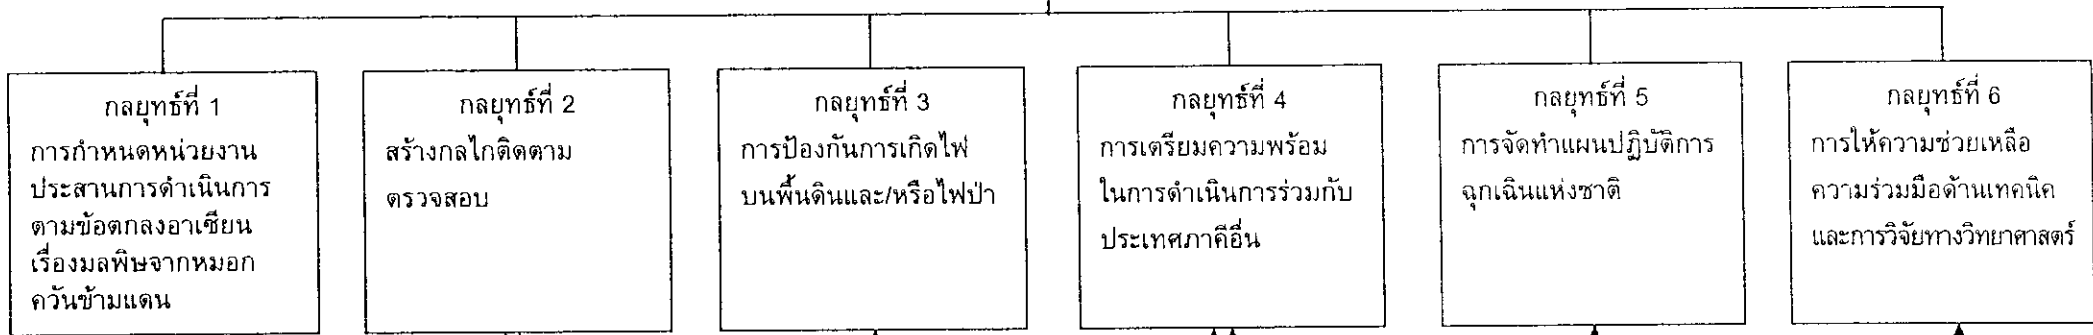 กลยุทธ์ที่ 1
การกำหนดหน่วยงาน
ประสานการดำเนินการ
ตามข้อตกลงอาเซียน
เรื่องมลพิษจากหมอก
ควันข้ามแดน
กลยุทธ์ที่ 2
สร้างกลไกติดตาม
ตรวจสอบ
กลยุทธ์ที่ 3
การป้องกันการเกิดไฟ
บนพื้นดินและ/หรือไฟป่า
กลยุทธ์ที่ 4
การเตรียมความพร้อม
ในการดำเนินการร่วมกับ
ประเทศภาคีอื่น
กลยุทธ์ที่ 5
การจัดทำแผนปฏิบัติการ
ฉุกเฉินแห่งชาติ
กลยุทธ์ที่ 6
การให้ความช่วยเหลือ
ความร่วมมือด้านเทคนิค
และการวิจัยทางวิทยาศาสตร์